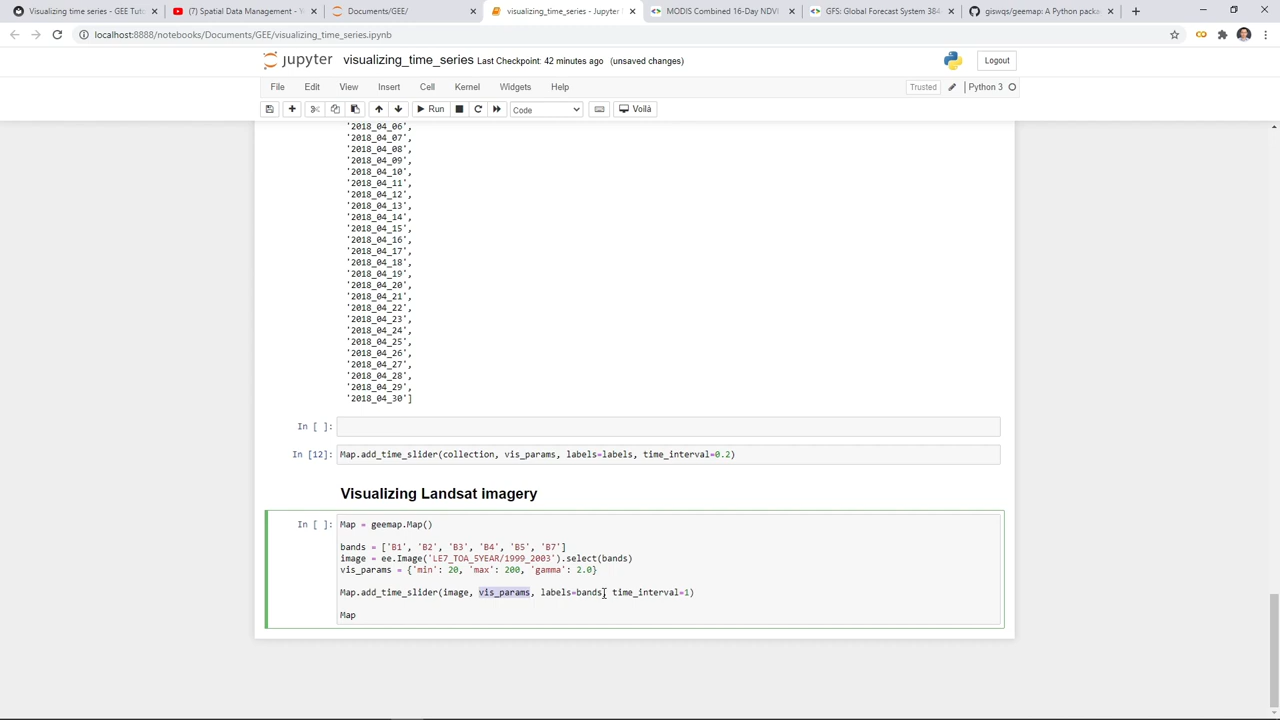 Visualizing time series - GEE Tuto
(7) Spatial Data Management - Y
Documents/GEE/
visualizing_time_series - Jupyter
MODIS Combined 16-Day NDVI
GFS: Global Forecast System 384-
giswqs/geemap: A Python packa
localhost:8888/notebooks/Documents/GEE/visualizing_time_series.ipynb
jupyter visualizing_time_series Last Checkpoint: 42 minutes ago (unsaved changes)
Logout
File Edit View Insert Cell Kernel Widgets Help
Trusted
Python 3
Run
Code
Voilà
'2018_04_06',
'2018_04_07',
'2018_04_08',
'2018_04_09',
'2018_04_10',
'2018_04_11',
'2018_04_12',
'2018_04_13',
'2018_04_14',
'2018_04_15',
'2018_04_16',
'2018_04_17',
'2018_04_18',
'2018_04_19',
'2018_04_20',
'2018_04_21',
'2018_04_22',
'2018_04_23',
'2018_04_24',
'2018_04_25',
'2018_04_26',
'2018_04_27',
'2018_04_28',
'2018_04_29',
'2018_04_30']
In [ ]:
In [12]: Map.add_time_slider(collection, vis_params, labels=labels, time_interval=0.2)
Visualizing Landsat imagery
In [ ]: Map = geemap.Map()
bands = ['B1', 'B2', 'B3', 'B4', 'B5', 'B7']
image = ee.Image('LE7_TOA_5YEAR/1999_2003').select(bands)
vis_params = {'min': 20, 'max': 200, 'gamma': 2.0}
Map.add_time_slider(image, vis_params, labels=bands, time_interval=1)
Map